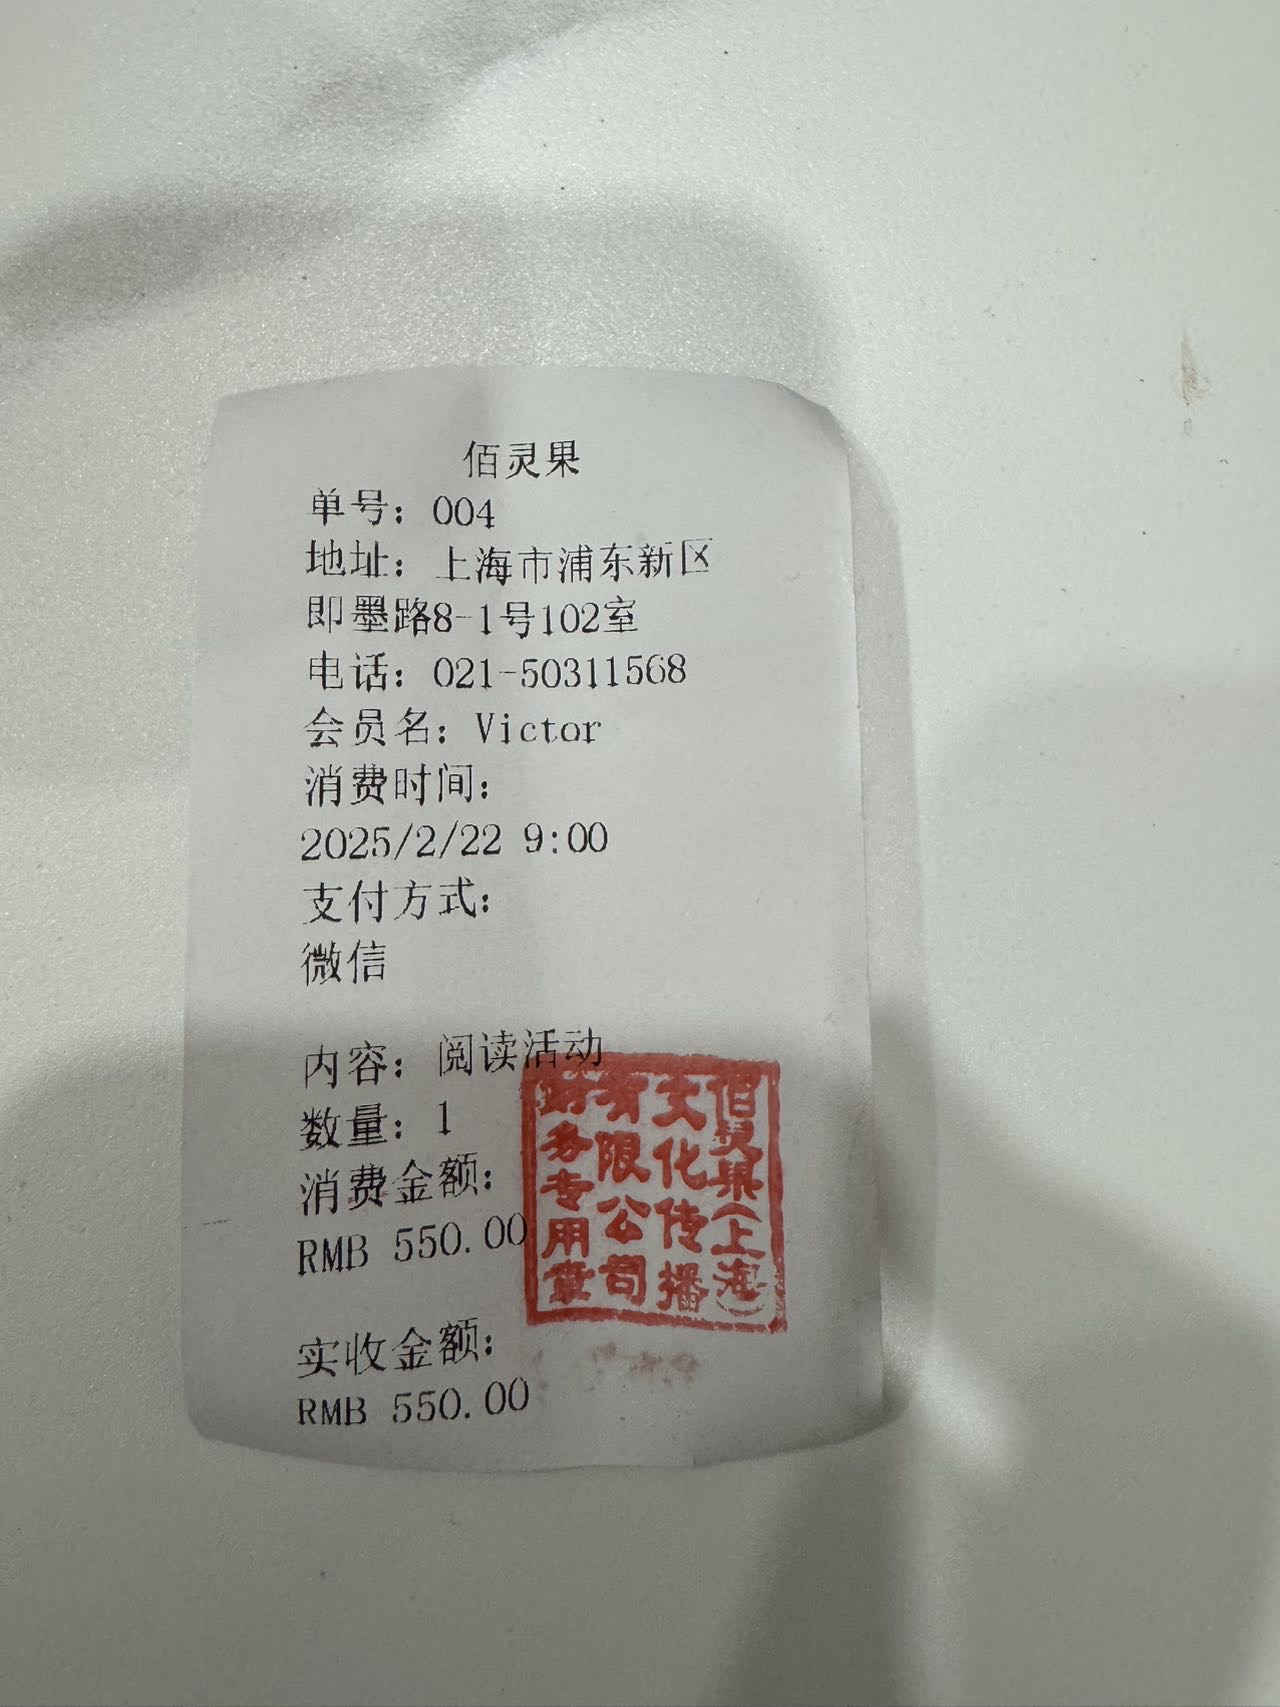 佰灵果
单号：004
地址：上海市浦东新区
即墨路8-1号102室
电话：021-50311568
会员名：Victor
消费时间：
2025/2/22 9:00
支付方式：
微信
内容：阅读活动
数量：1
消费金额：
RMB 550.00
实收金额：
RMB 550.00
佰灵果（上海）
文化传播
有限公司
财务专用章